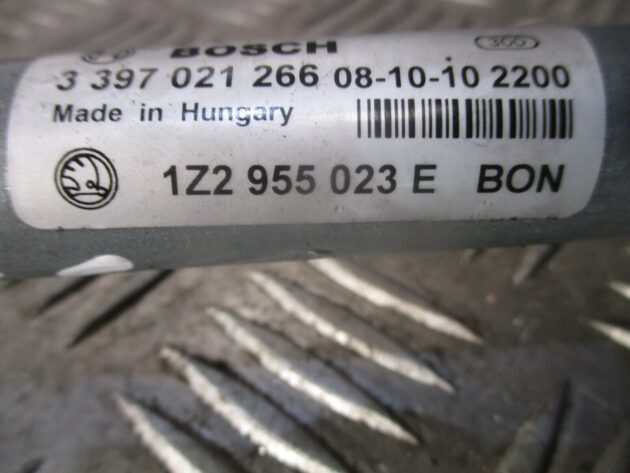 BOSCH
3 397 021 266 08-10-10 2200
Made in Hungary
1Z2 955 023 E BON